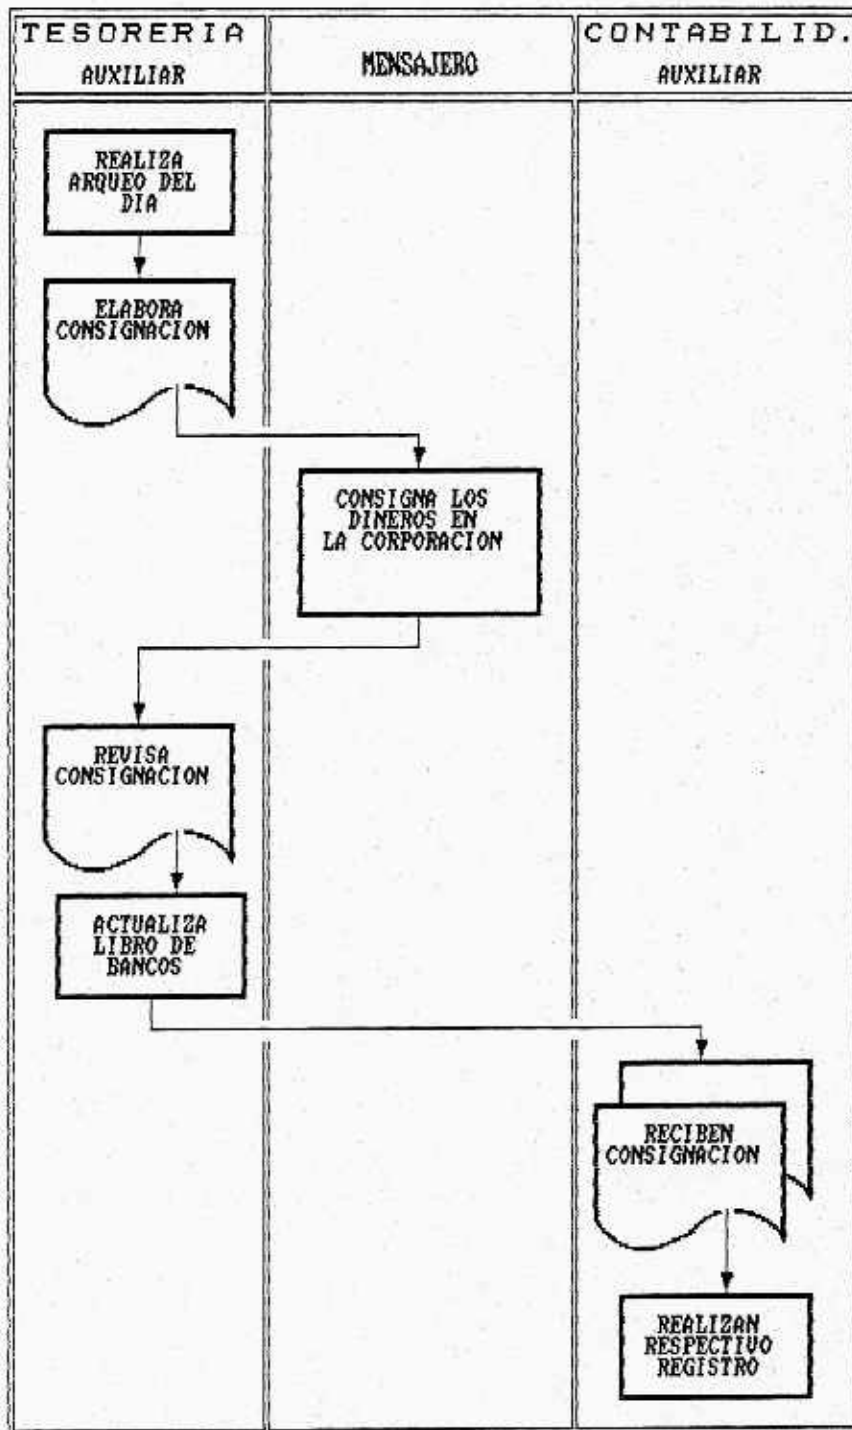 TESORERIA
AUXILIAR
MENSAJERO
CONTABILID.
AUXILIAR
REALIZA
ARQUEO DEL
DIA
ELABORA
CONSIGNACION
CONSIGNA LOS
DINEROS EN
LA CORPORACION
REVISA
CONSIGNACION
ACTUALIZA
LIBRO DE
BANCOS
RECIBEN
CONSIGNACION
REALIZAN
RESPECTIVO
REGISTRO